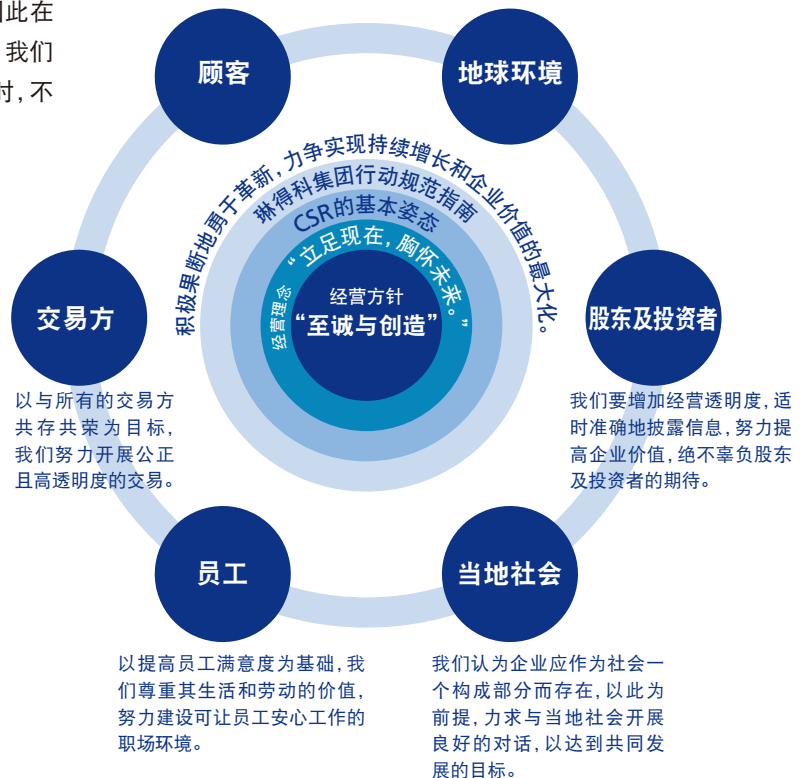 此在
我们
时，不
顾客
地球环境
积极果断地勇于革新，力争实现持续增长和企业价值的最大化。
琳得科集团行动规范指南
CSR的基本姿态
经营理念
“立足现在，胸怀未来。”
经营方针
“至诚与创造”
交易方
以与所有的交易方
共存共荣为目标，
我们努力开展公正
且高透明度的交易。
股东及投资者
我们要增加经营透明度，适
时准确地披露信息，努力提
高企业价值，绝不辜负股东
及投资者的期待。
员工
以提高员工满意度为基础，我
们尊重其生活和劳动的价值，
努力建设可让员工安心工作的
职场环境。
当地社会
我们认为企业应作为社会一
个构成部分而存在，以此为
前提，力求与当地社会开展
良好的对话，以达到共同发
展的目标。